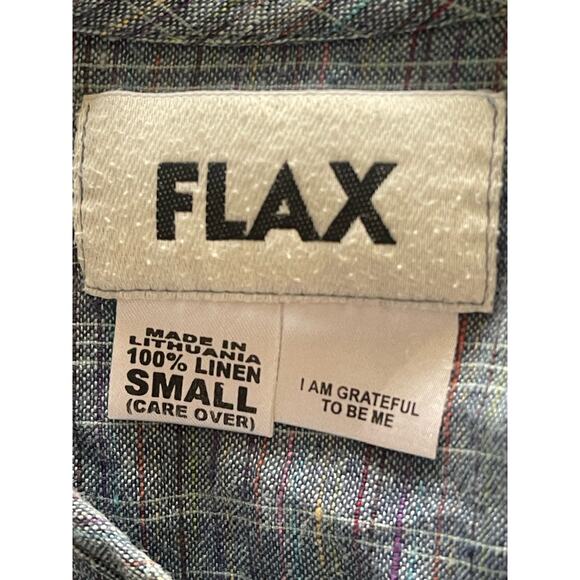 FLAX
MADE IN
LITHUANIA
100% LINEN
SMALL
(CARE OVER)
I AM GRATEFUL
TO BE ME